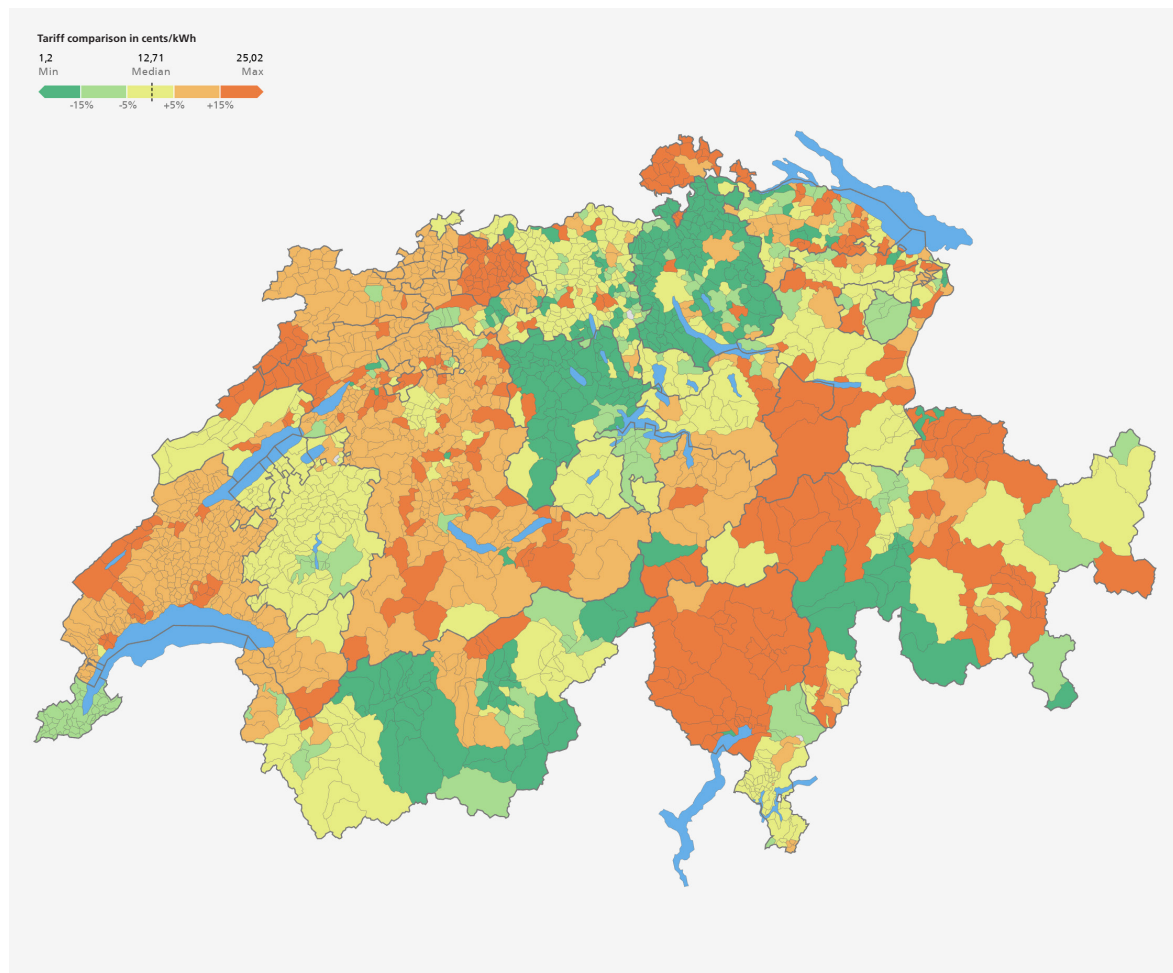 Tariff comparison in cents/kWh
1,2 12,71 25,02
Min Median Max
-15% -5% +5% +15%